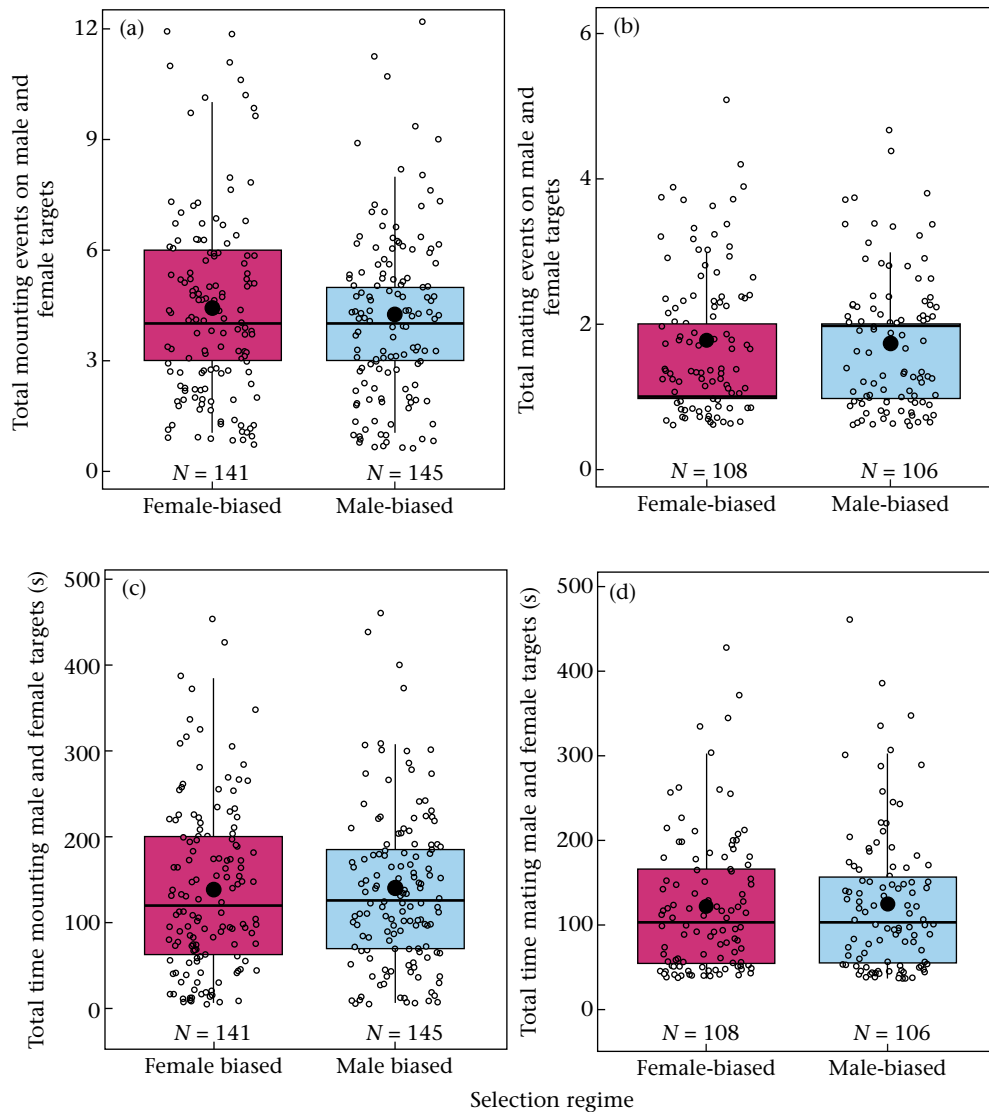 (a)
Total mounting events on male and
female targets
12
9
6
3
0
N = 141
N = 145
Female-biased
Male-biased
(b)
Total mating events on male and
female targets
6
4
2
0
N = 108
N = 106
Female-biased
Male-biased
(c)
Total time mounting male and female targets (s)
500
400
300
200
100
0
N = 141
N = 145
Female biased
Male biased
(d)
Total time mating male and female targets (s)
500
400
300
200
100
0
N = 108
N = 106
Female-biased
Male-biased
Selection regime